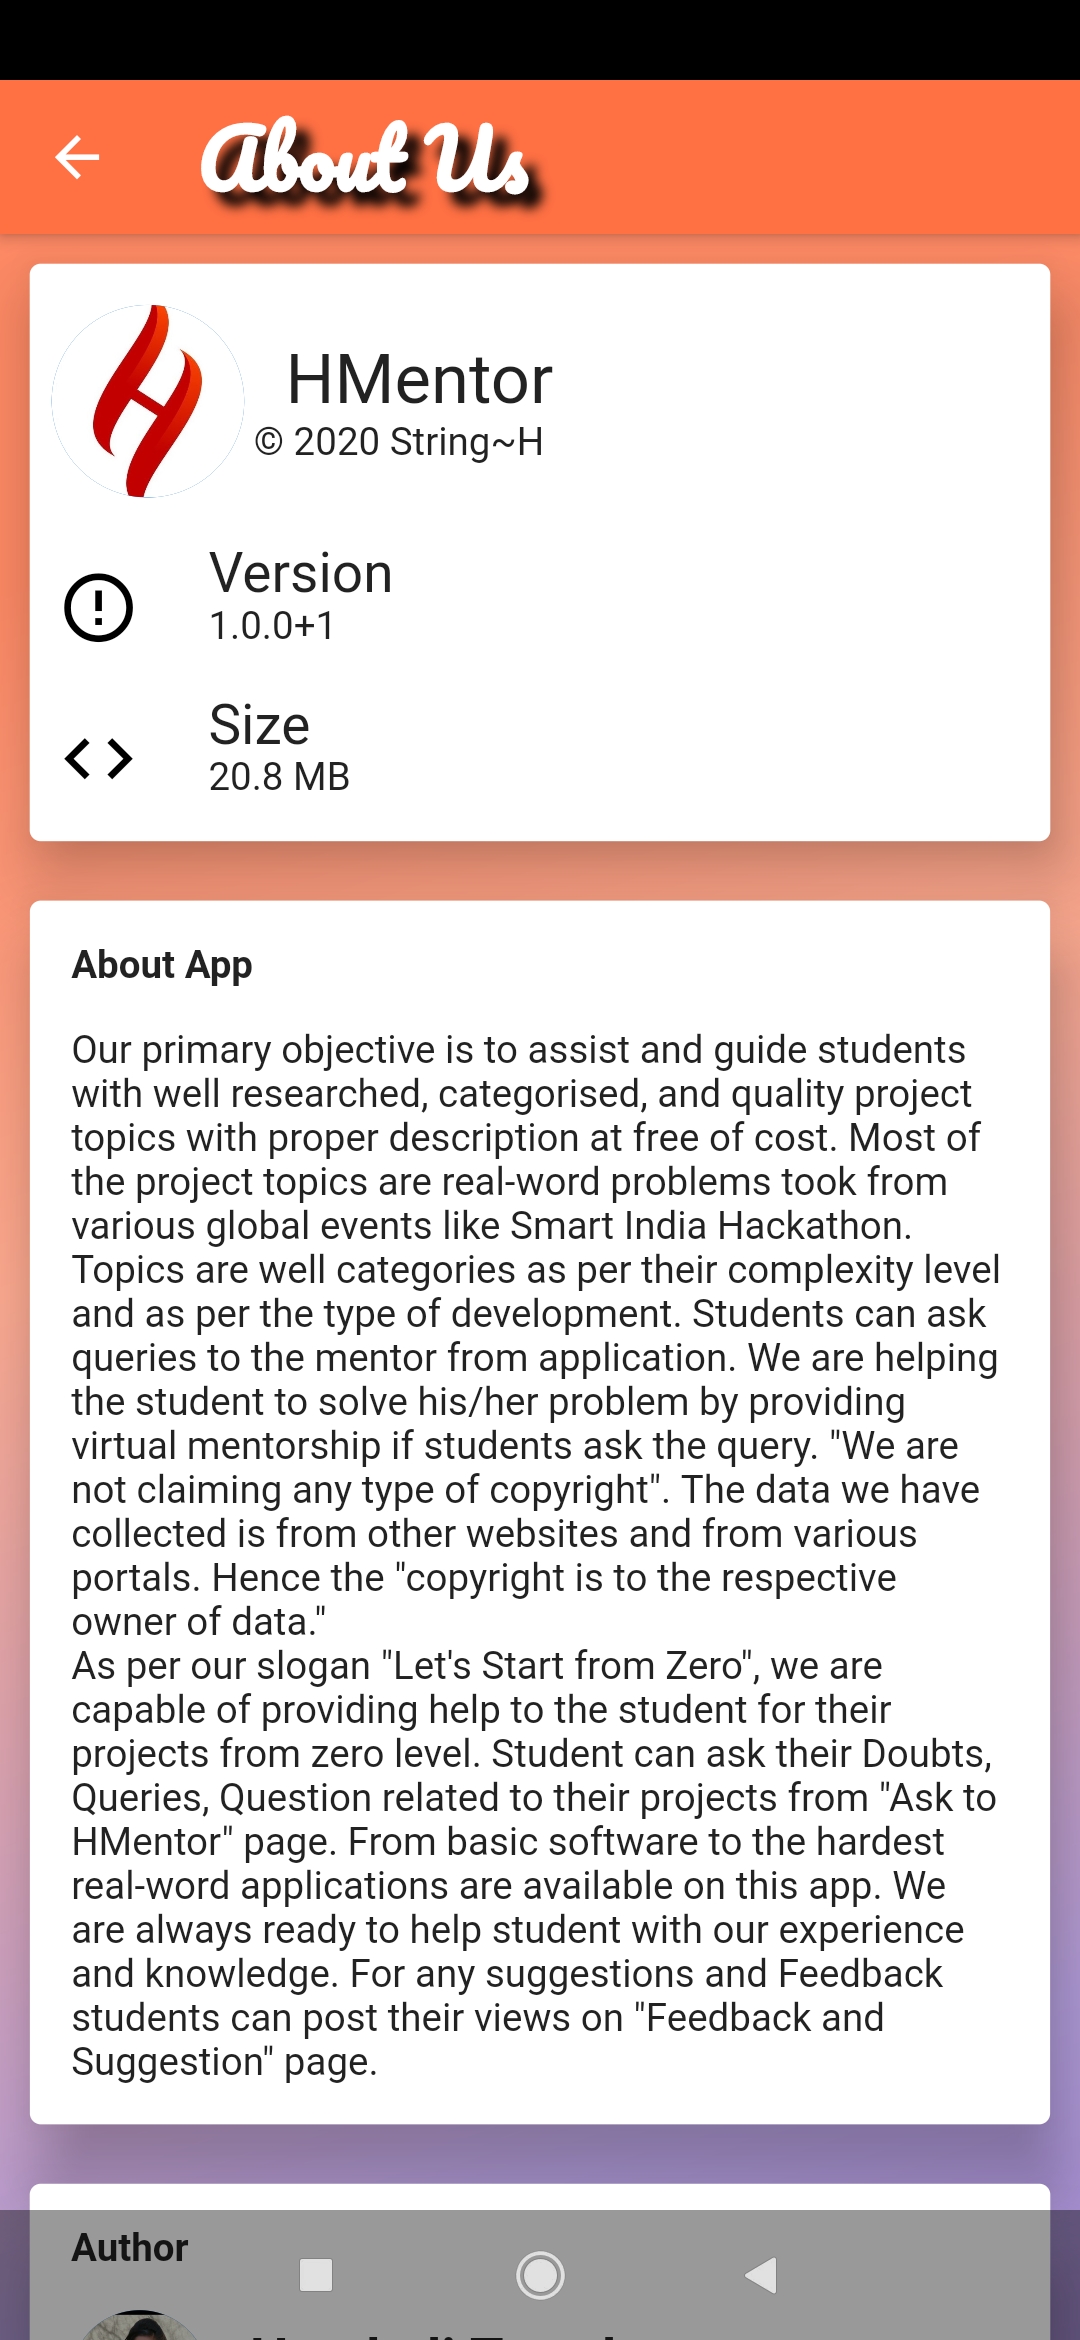 About Us
HMentor
© 2020 String~H
Version
1.0.0+1
Size
20.8 MB
About App
Our primary objective is to assist and guide students
with well researched, categorised, and quality project
topics with proper description at free of cost. Most of
the project topics are real-word problems took from
various global events like Smart India Hackathon.
Topics are well categories as per their complexity level
and as per the type of development. Students can ask
queries to the mentor from application. We are helping
the student to solve his/her problem by providing
virtual mentorship if students ask the query. "We are
not claiming any type of copyright". The data we have
collected is from other websites and from various
portals. Hence the "copyright is to the respective
owner of data."
As per our slogan "Let's Start from Zero", we are
capable of providing help to the student for their
projects from zero level. Student can ask their Doubts,
Queries, Question related to their projects from "Ask to
HMentor" page. From basic software to the hardest
real-word applications are available on this app. We
are always ready to help student with our experience
and knowledge. For any suggestions and Feedback
students can post their views on "Feedback and
Suggestion" page.
Author